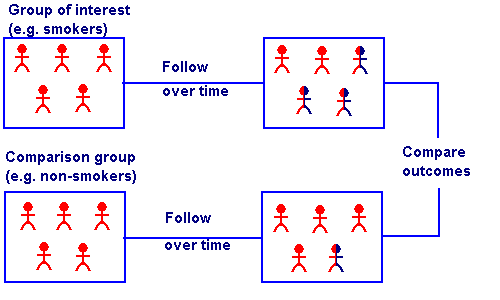 Group of interest
(e.g. smokers)
Follow
over time
Compare
outcomes
Comparison group
(e.g. non-smokers)
Follow
over time